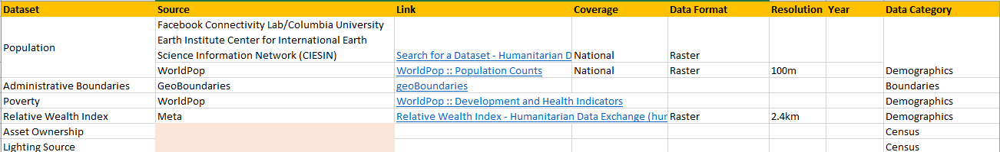 Dataset Source Link Coverage Data Format Resolution Year Data Category
Facebook Connectivity Lab/Columbia University
Earth Institute Center for International Earth
Population
Science Information Network (CIESIN) Search for a Dataset - Humanitarian D National Raster
WorldPop WorldPop :: Population Counts National Raster 100m Demographics
Administrative Boundaries GeoBoundaries geoBoundaries Boundaries
Poverty WorldPop WorldPop :: Development and Health Indicators Demographics
Relative Wealth Index Meta Relative Wealth Index - Humanitarian Data Exchange (hur Raster 2.4km Demographics
Asset Ownership Census
Lighting Source Census